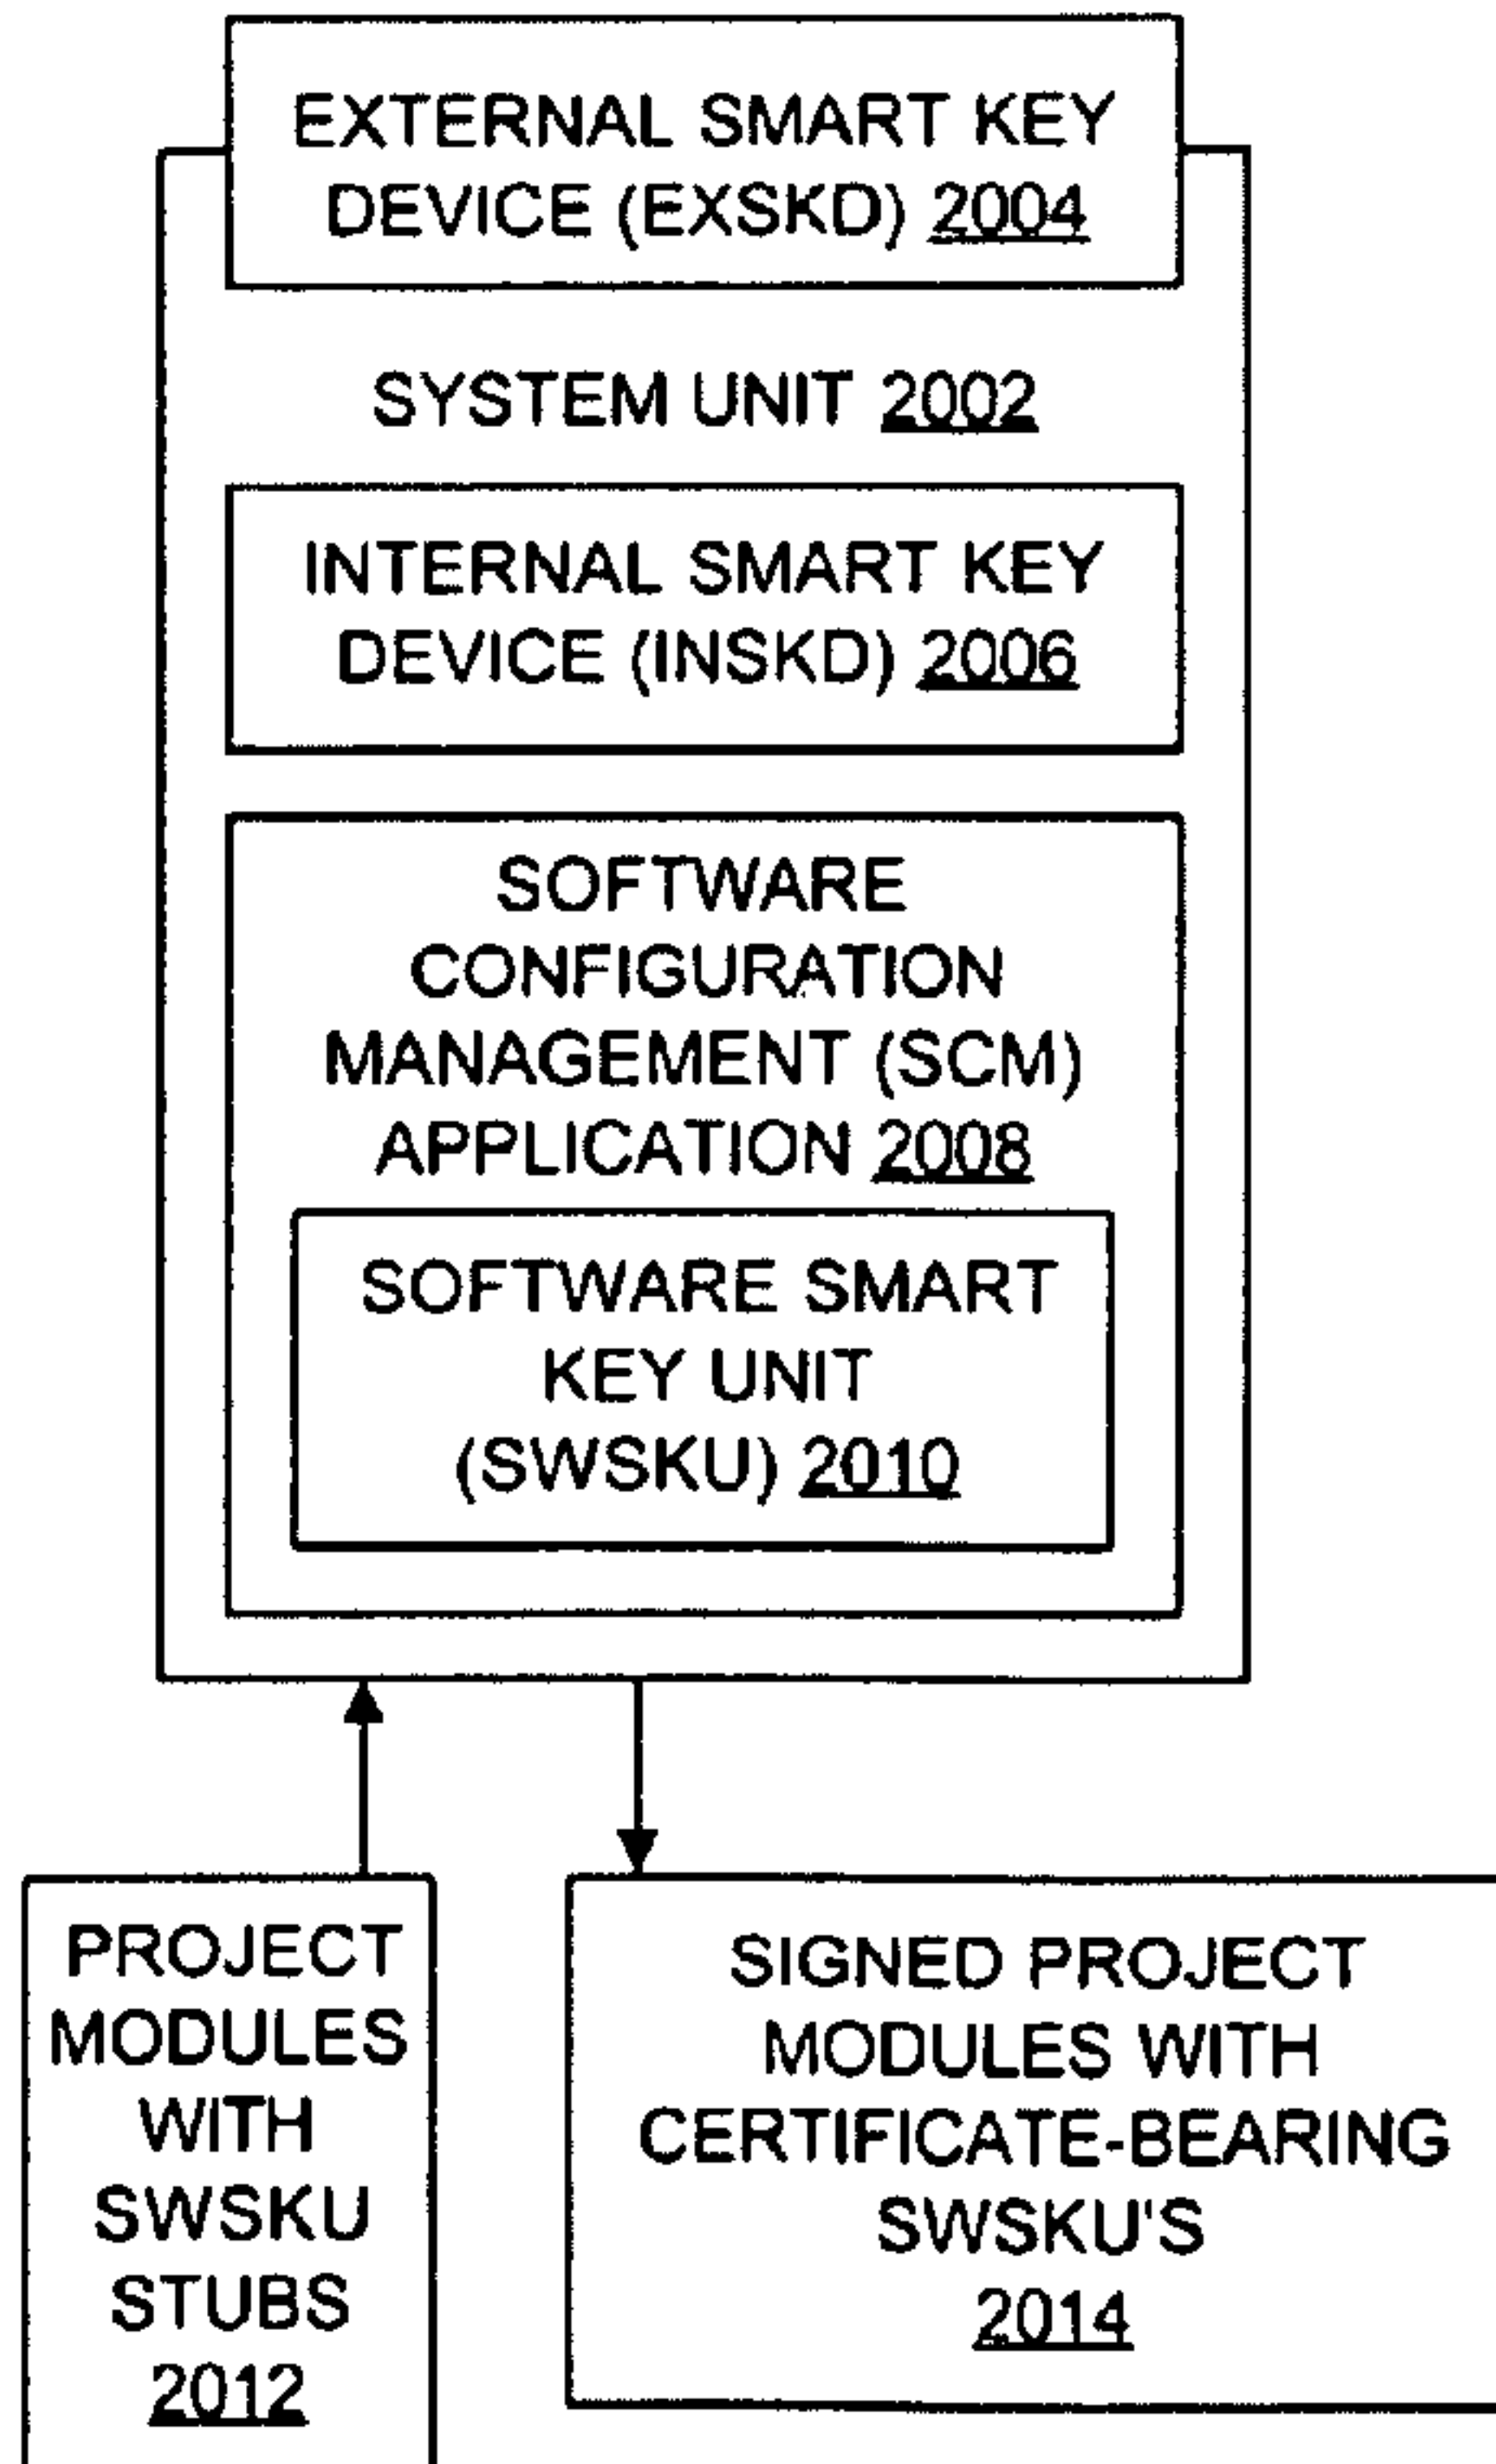 EXTERNAL SMART KEY
DEVICE (EXSKD) 2004
SYSTEM UNIT 2002
INTERNAL SMART KEY
DEVICE (INSKD) 2006
SOFTWARE
CONFIGURATION
MANAGEMENT (SCM)
APPLICATION 2008
SOFTWARE SMART
KEY UNIT
(SWSKU) 2010
PROJECT
MODULES
WITH
SWSKU
STUBS
2012
SIGNED PROJECT
MODULES WITH
CERTIFICATE-BEARING
SWSKU'S
2014